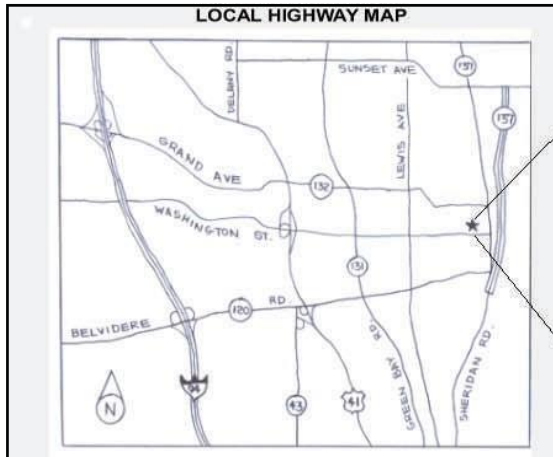 LOCAL HIGHWAY MAP
DELANY RD.
SUNSET AVE
137
137
LEWIS AVE
GRAND AVE
132
WASHINGTON ST.
131
BELVIDERE RD.
120
94
N
43
41
GREEN BAY RD
SHERIDAN RD.